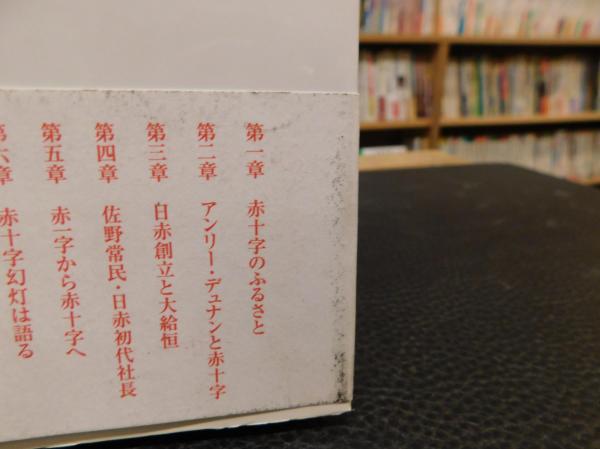 第一章 赤十字のふるさと
第二章 アンリー・デュナンと赤十字
第三章 日赤創立と大給恒
第四章 佐野常民・日赤初代社長
第五章 赤一字から赤十字へ
第六章 赤十字幻灯は語る